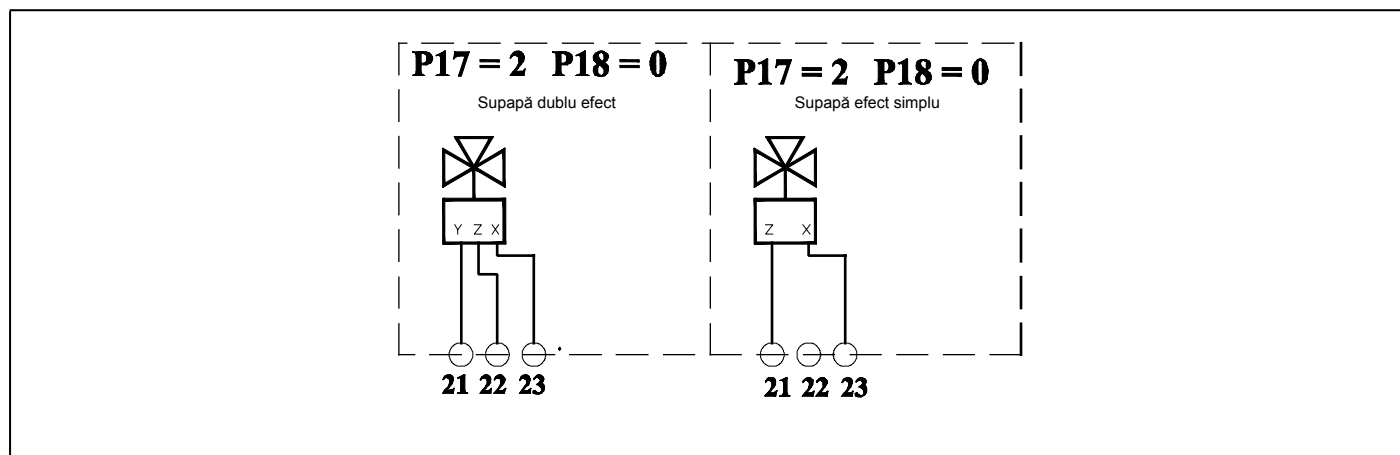 P17 = 2 P18 = 0
Supapă dublu efect
Y Z X
21 22 23
P17 = 2 P18 = 0
Supapă efect simplu
Z X
21 22 23